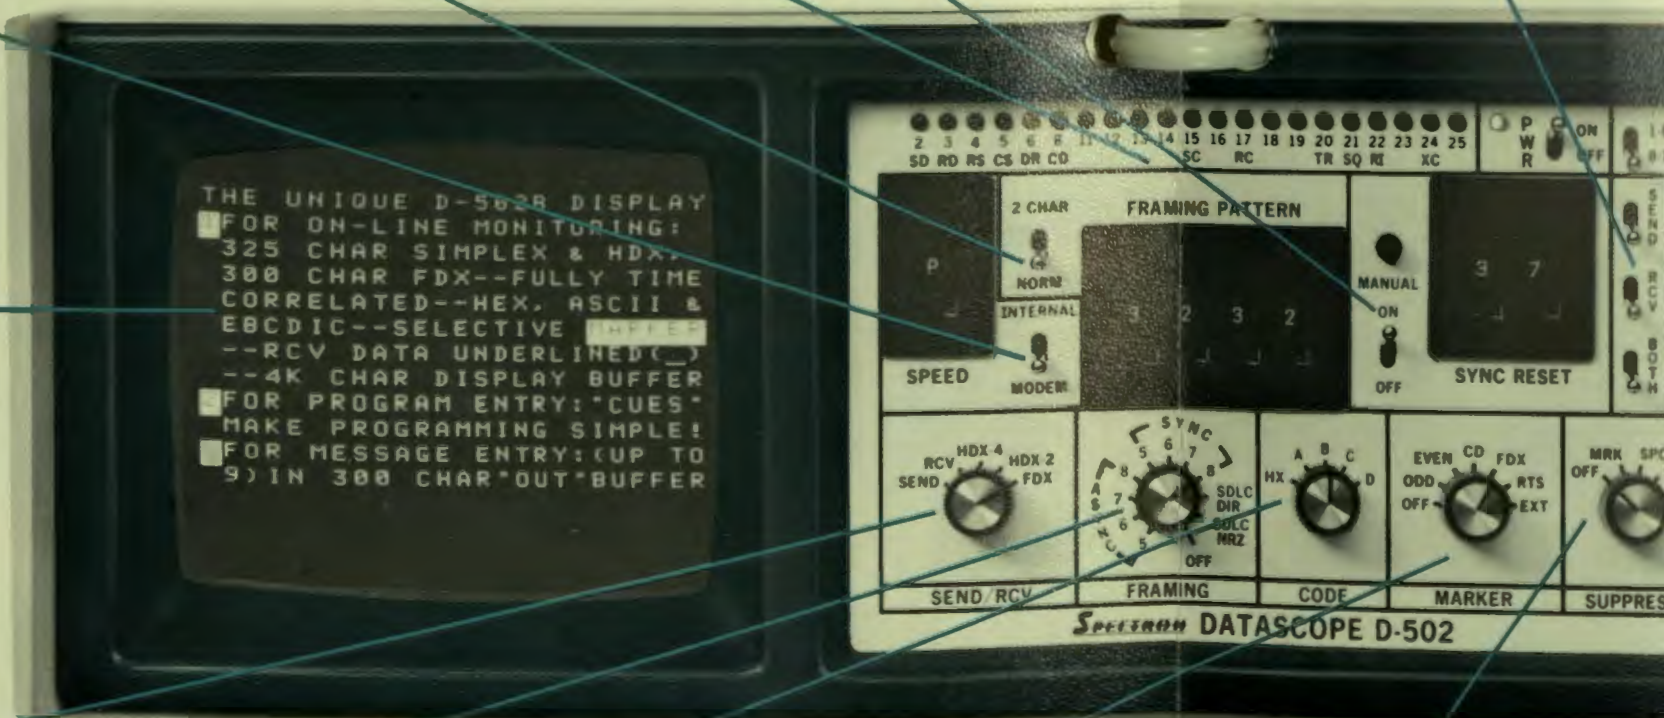 THE UNIQUE D-502B DISPLAY
1FOR ON-LINE MONITORING:
325 CHAR SIMPLEX & HDX,
300 CHAR FDX--FULLY TIME
CORRELATED--HEX, ASCII &
EBCDIC--SELECTIVE MARKER
--RCV DATA UNDERLINED(_)
--4K CHAR DISPLAY BUFFER
2FOR PROGRAM ENTRY:"CUES"
MAKE PROGRAMMING SIMPLE!
FOR MESSAGE ENTRY:(UP TO
9)IN 300 CHAR"OUT"BUFFER
2 3 4 5 6 8 11 12 13 14 15 16 17 18 19 20 21 22 23 24 25
SD RD RS CS DR CD SC RC TR SQ RI XC
PWR
ON
OFF
2 CHAR
NORM
INTERNAL
MODEM
P
SPEED
FRAMING PATTERN
3 2 3 2
MANUAL
ON
OFF
3 7
SYNC RESET
SEND
RCV
BOTH
SEND RCV HDX 4 HDX 2 FDX
SEND/RCV
SYNC
5 6 7 8
ASYNC
8 7 6 5
SDLC DIR
SDLC NRZ
OFF
FRAMING
HX A B C D
CODE
OFF ODD EVEN CD FDX RTS EXT
MARKER
OFF MRK SPC
SUPPRES
SPECTRON DATASCOPE D-502